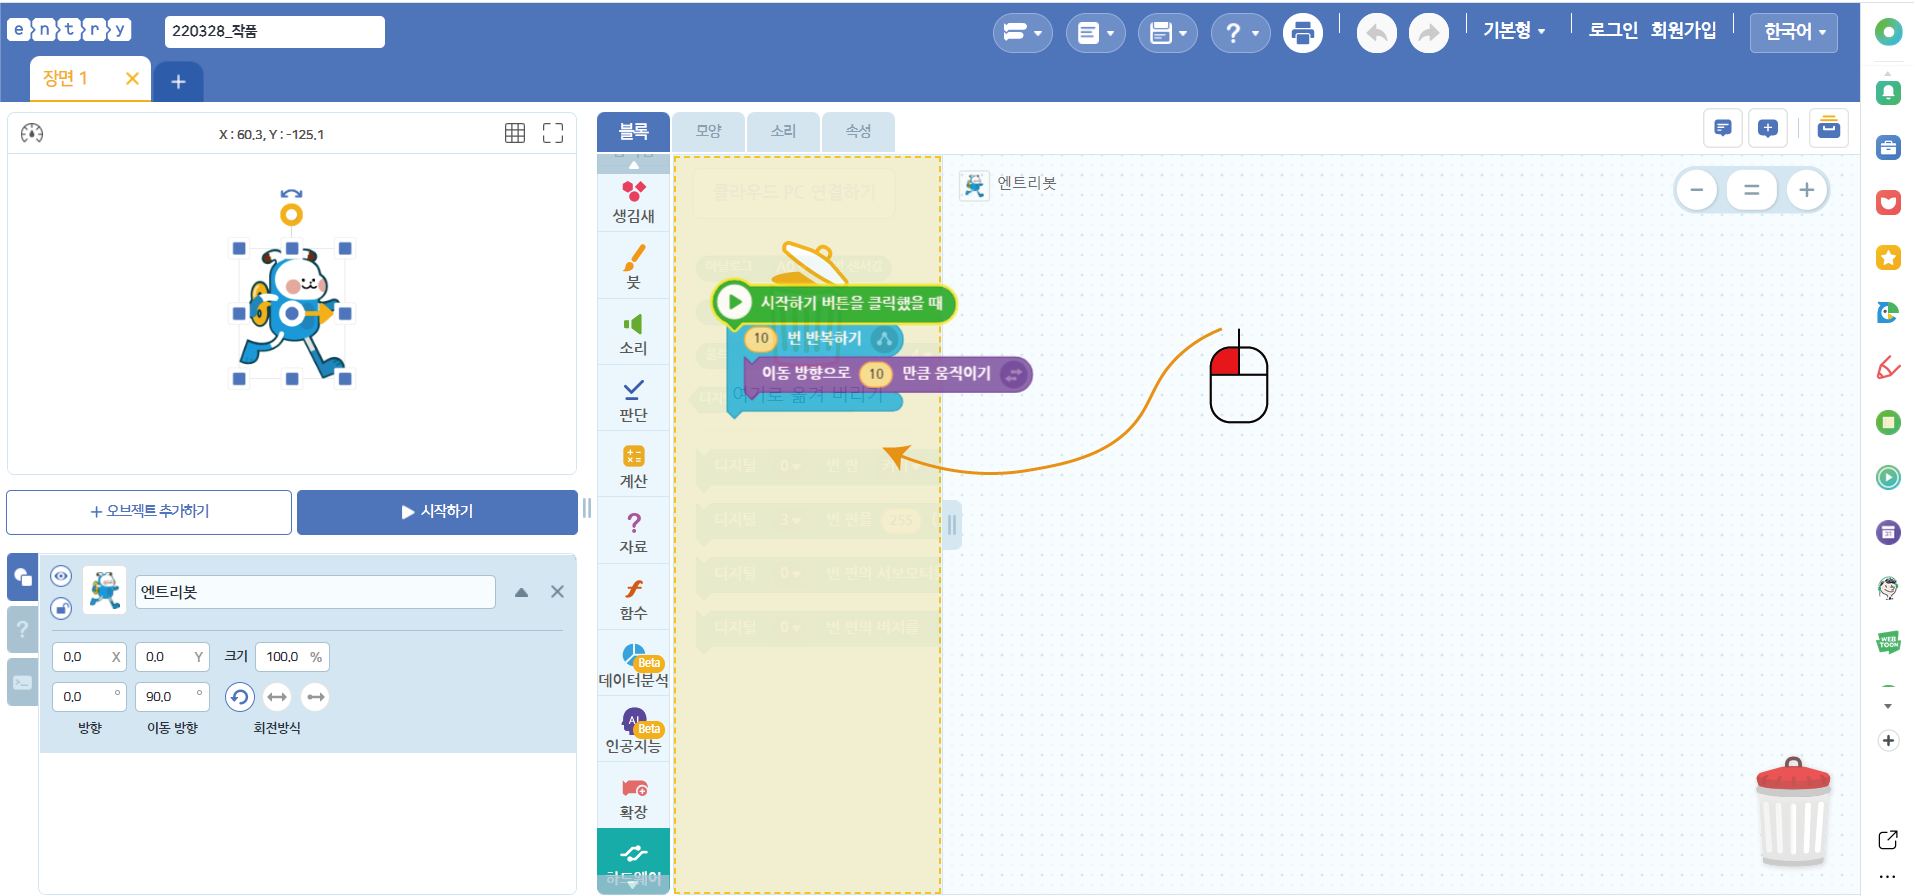 entry
220328_작품
기본형
로그인 회원가입
한국어
장면 1
X : 60.3, Y : -125.1
블록
모양
소리
속성
생김새
붓
소리
판단
계산
자료
함수
Beta
데이터분석
AI
Beta
인공지능
확장
하드웨어
클라우드 PC 연결하기
시작하기 버튼을 클릭했을 때
10 번 반복하기
이동 방향으로 10 만큼 움직이기
여기로 옮겨 버리기
디지털 0 번 핀
디지털 3 번 핀을 255
디지털 0 번 핀의 서보모터를
디지털 0 번 핀의 버저를
엔트리봇
+ 오브젝트 추가하기
시작하기
엔트리봇
0.0 X
0.0 Y
크기 100.0 %
0.0 °
90.0 °
방향
이동 방향
회전방식
WEB
TOON